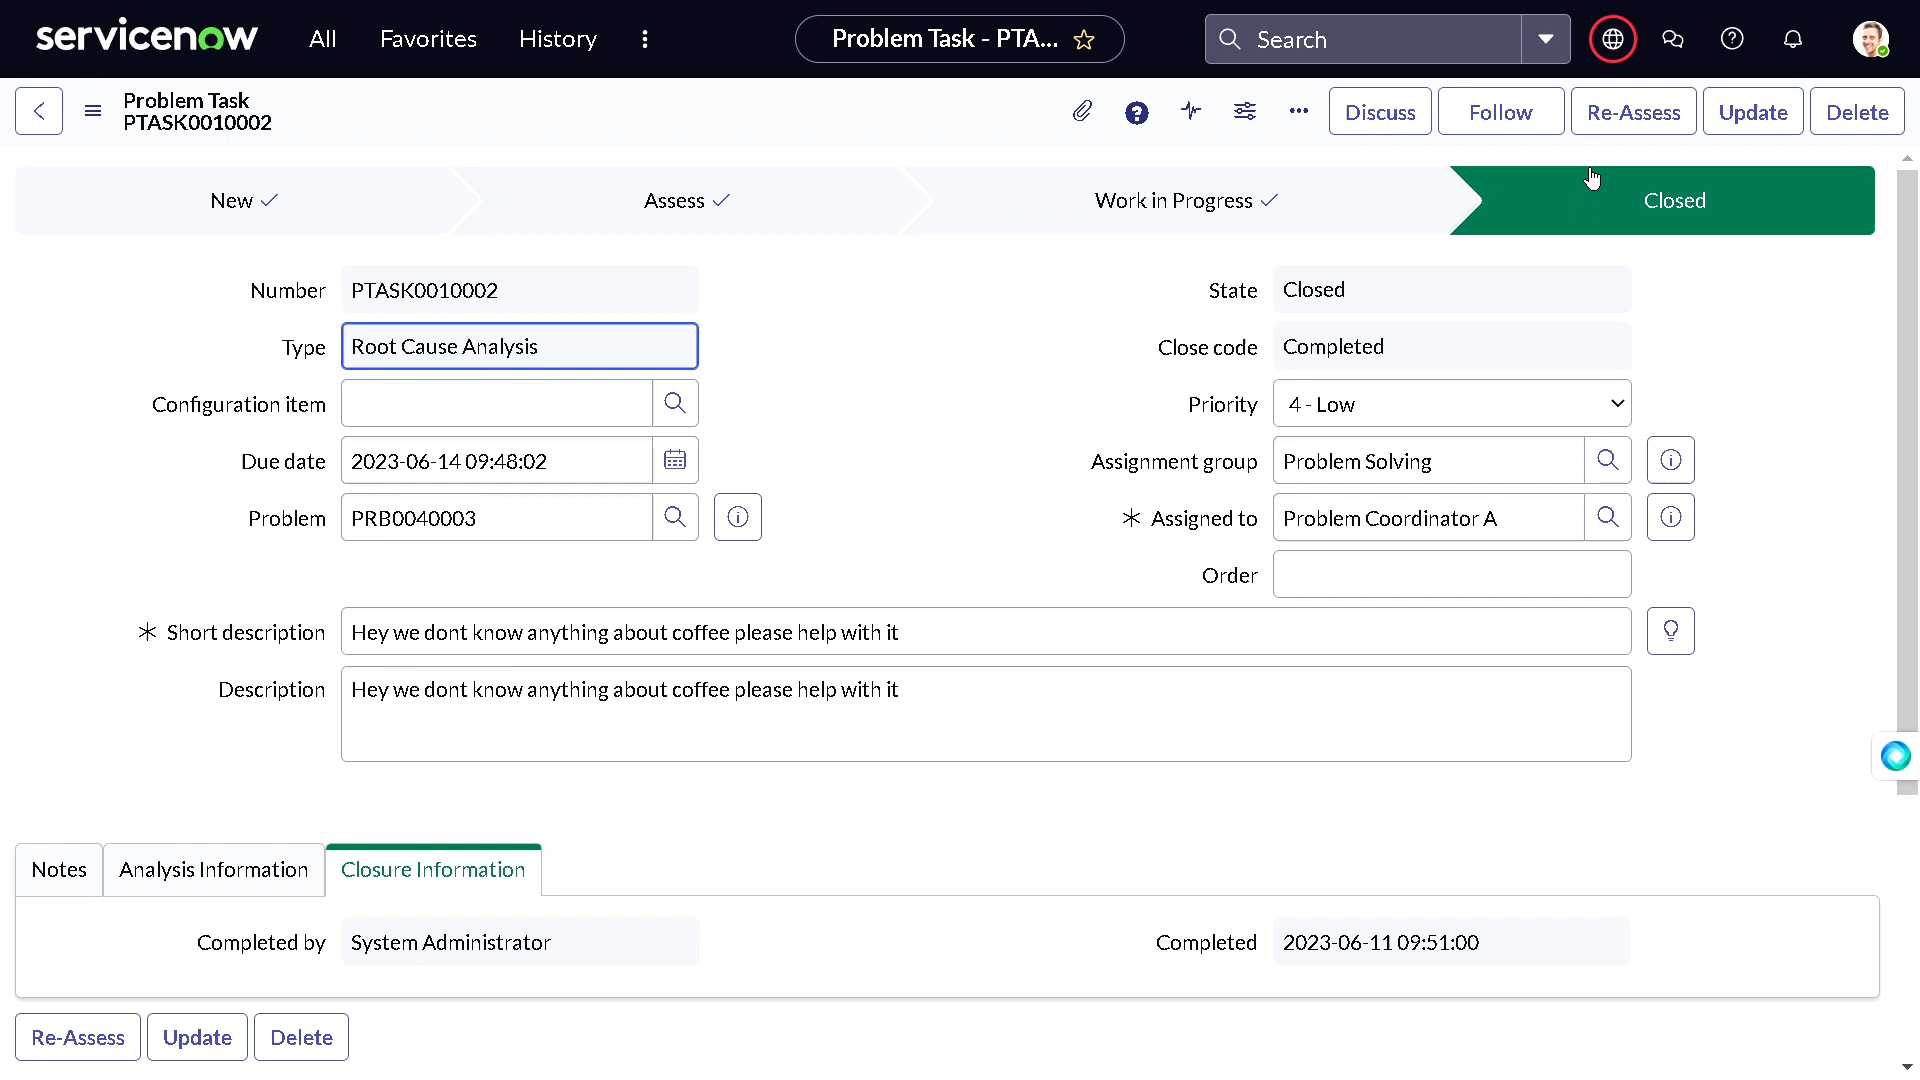 servicenow All Favorites History Problem Task - PTA... Search
Problem Task
PTASK0010002
Discuss Follow Re-Assess Update Delete
New Assess Work in Progress Closed
Number PTASK0010002 State Closed
Type Root Cause Analysis Close code Completed
Configuration item Priority 4 - Low
Due date 2023-06-14 09:48:02 Assignment group Problem Solving
Problem PRB0040003 Assigned to Problem Coordinator A
Order
Short description Hey we dont know anything about coffee please help with it
Description Hey we dont know anything about coffee please help with it
Notes Analysis Information Closure Information
Completed by System Administrator Completed 2023-06-11 09:51:00
Re-Assess Update Delete